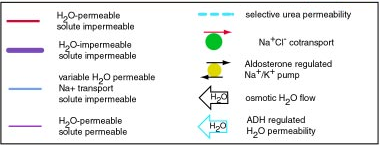 H2O-permeable
solute impermeable
H2O-impermeable
solute impermeable
variable H2O permeable
Na+ transport
solute impermeable
H2O-permeable
solute permeable
selective urea permeability
Na+Cl- cotransport
Aldosterone regulated
Na+/K+ pump
H2O
osmotic H2O flow
H2O
ADH regulated
H2O permeability